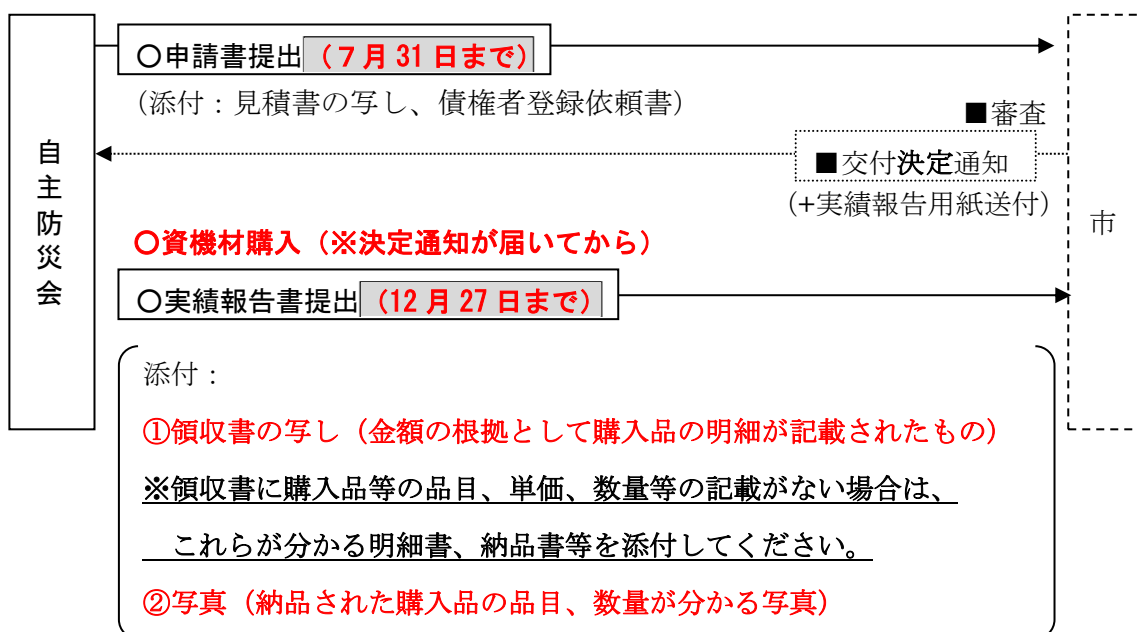 〇申請書提出（７月 31 日まで）
（添付：見積書の写し、債権者登録依頼書）
■審査
■交付決定通知
（+実績報告用紙送付）
自主防災会
市
〇資機材購入（※決定通知が届いてから）
〇実績報告書提出（12 月 27 日まで）
添付：
①領収書の写し（金額の根拠として購入品の明細が記載されたもの）
※領収書に購入品等の品目、単価、数量等の記載がない場合は、
これらが分かる明細書、納品書等を添付してください。
②写真（納品された購入品の品目、数量が分かる写真）